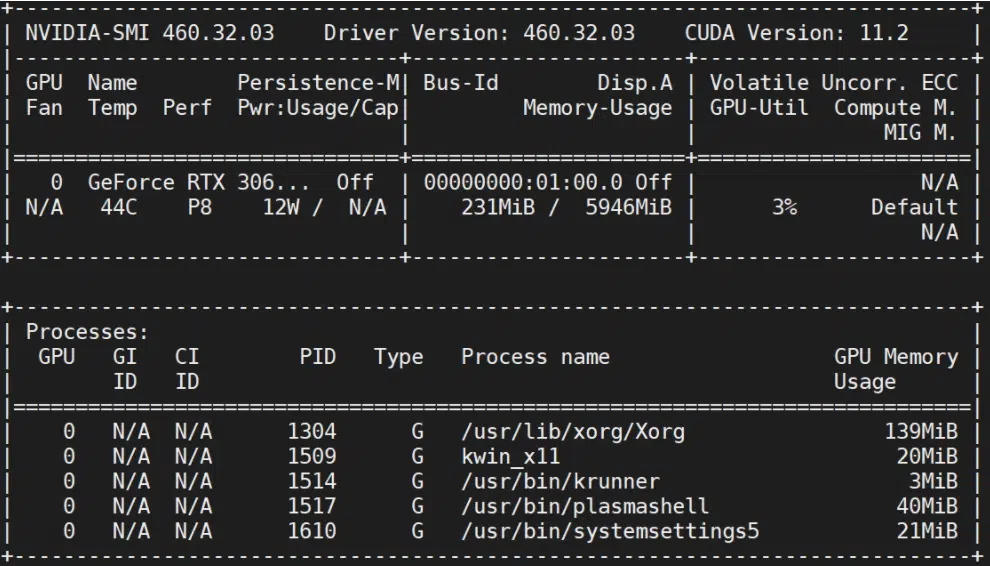 +-----------------------------------------------------------------------------+
| NVIDIA-SMI 460.32.03    Driver Version: 460.32.03    CUDA Version: 11.2     |
|-------------------------------+----------------------+----------------------+
| GPU  Name        Persistence-M| Bus-Id        Disp.A | Volatile Uncorr. ECC |
| Fan  Temp  Perf  Pwr:Usage/Cap|         Memory-Usage | GPU-Util  Compute M. |
|                               |                      |               MIG M. |
|===============================+======================+======================|
|   0  GeForce RTX 306...  Off  | 00000000:01:00.0 Off |                  N/A |
| N/A   44C    P8    12W /  N/A |    231MiB /  5946MiB |      3%      Default |
|                               |                      |                  N/A |
+-------------------------------+----------------------+----------------------+
+-----------------------------------------------------------------------------+
| Processes:                                                                  |
|  GPU   GI   CI        PID   Type   Process name                  GPU Memory |
|        ID   ID                                                   Usage      |
|=============================================================================|
|    0   N/A  N/A      1304      G   /usr/lib/xorg/Xorg                139MiB |
|    0   N/A  N/A      1509      G   kwin_x11                           20MiB |
|    0   N/A  N/A      1514      G   /usr/bin/krunner                    3MiB |
|    0   N/A  N/A      1517      G   /usr/bin/plasmashell               40MiB |
|    0   N/A  N/A      1610      G   /usr/bin/systemsettings5           21MiB |
+-----------------------------------------------------------------------------+